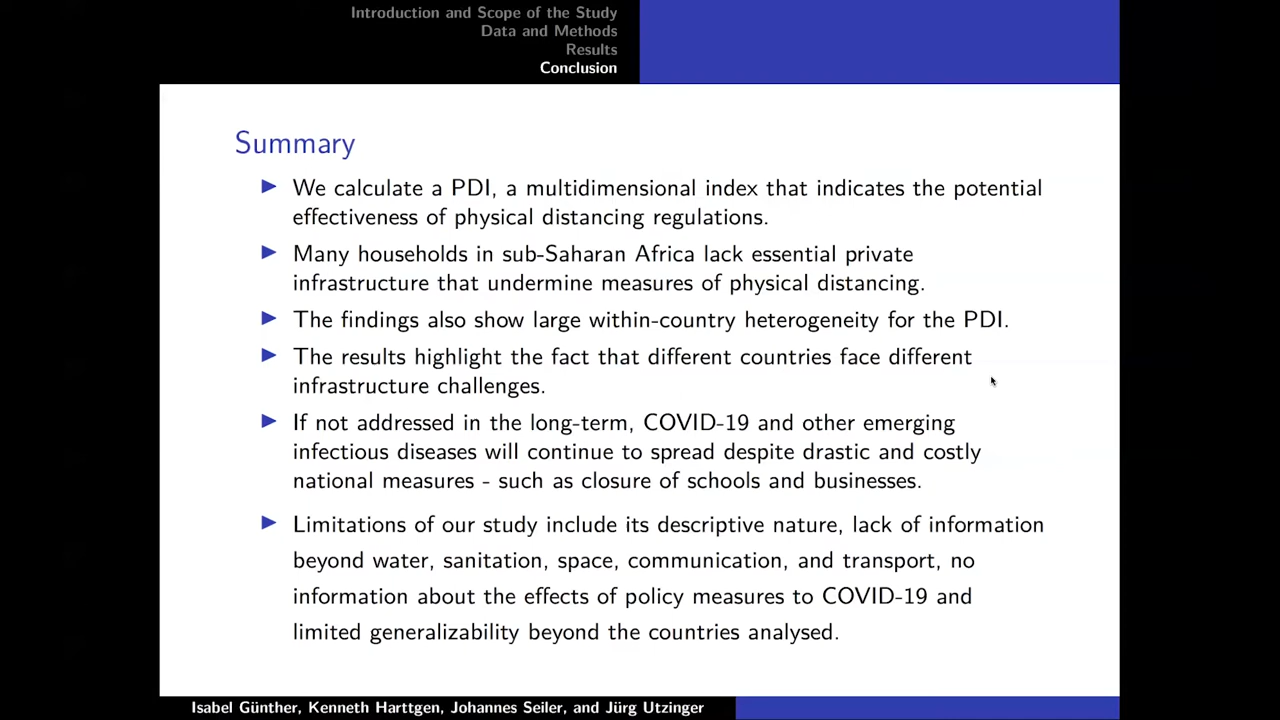 Introduction and Scope of the Study
Data and Methods
Results
Conclusion
Summary
We calculate a PDI, a multidimensional index that indicates the potential
effectiveness of physical distancing regulations.
Many households in sub-Saharan Africa lack essential private
infrastructure that undermine measures of physical distancing.
The findings also show large within-country heterogeneity for the PDI.
The results highlight the fact that different countries face different
infrastructure challenges.
If not addressed in the long-term, COVID-19 and other emerging
infectious diseases will continue to spread despite drastic and costly
national measures - such as closure of schools and businesses.
Limitations of our study include its descriptive nature, lack of information
beyond water, sanitation, space, communication, and transport, no
information about the effects of policy measures to COVID-19 and
limited generalizability beyond the countries analysed.
Isabel Günther, Kenneth Harttgen, Johannes Seiler, and Jürg Utzinger